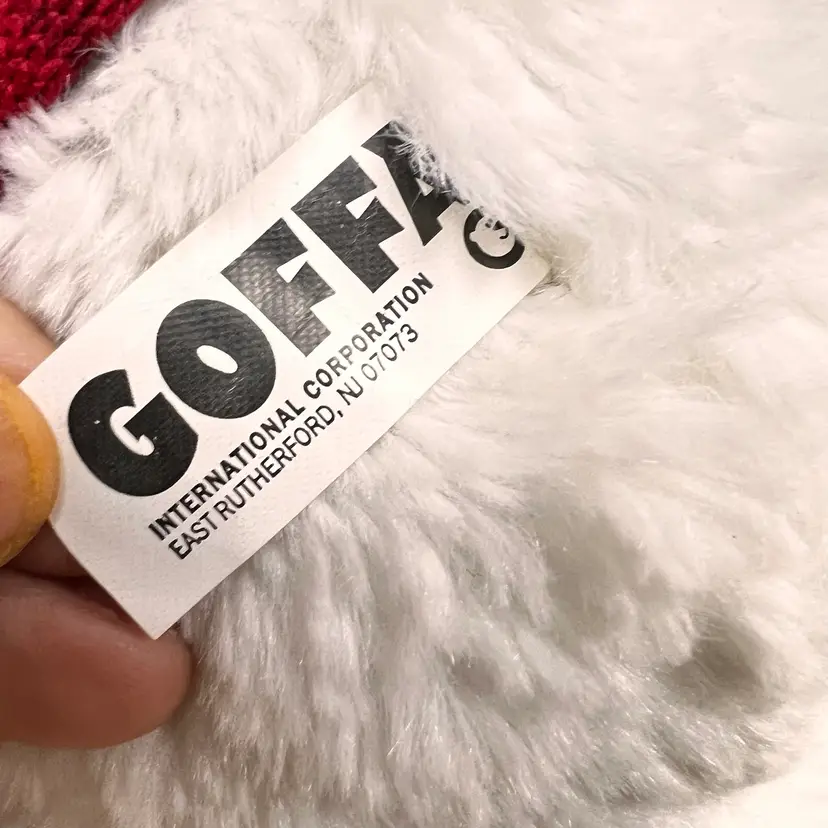 GOFFA
INTERNATIONAL CORPORATION
EAST RUTHERFORD, NJ 07073